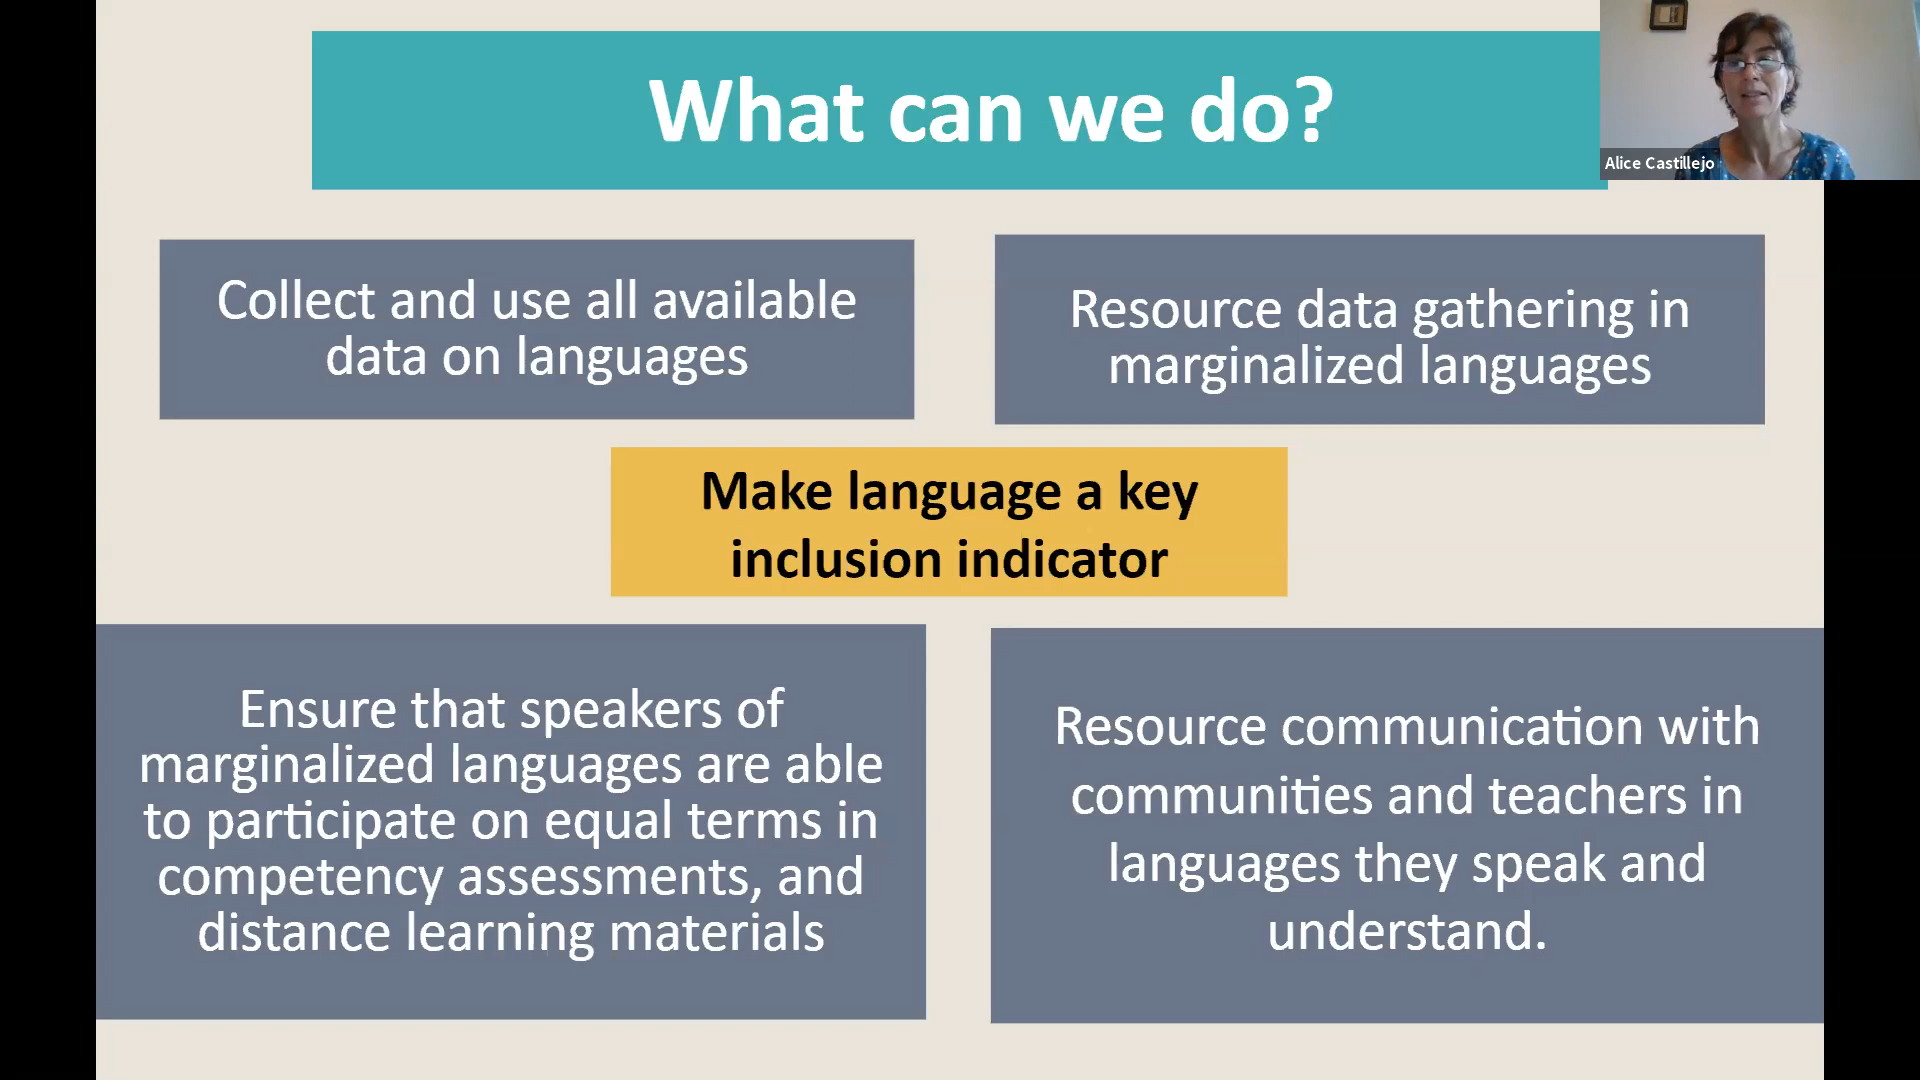 What can we do?
Alice Castillejo
Collect and use all available
data on languages
Resource data gathering in
marginalized languages
Make language a key
inclusion indicator
Ensure that speakers of
marginalized languages are able
to participate on equal terms in
competency assessments, and
distance learning materials
Resource communication with
communities and teachers in
languages they speak and
understand.